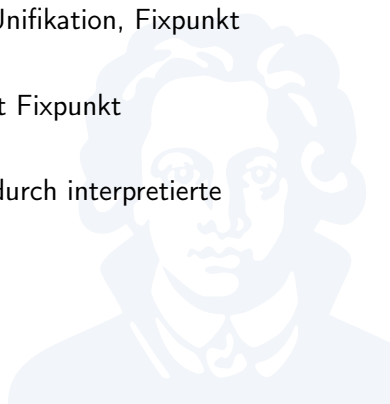 Unifikation, Fixpunkt
t Fixpunkt
durch interpretierte